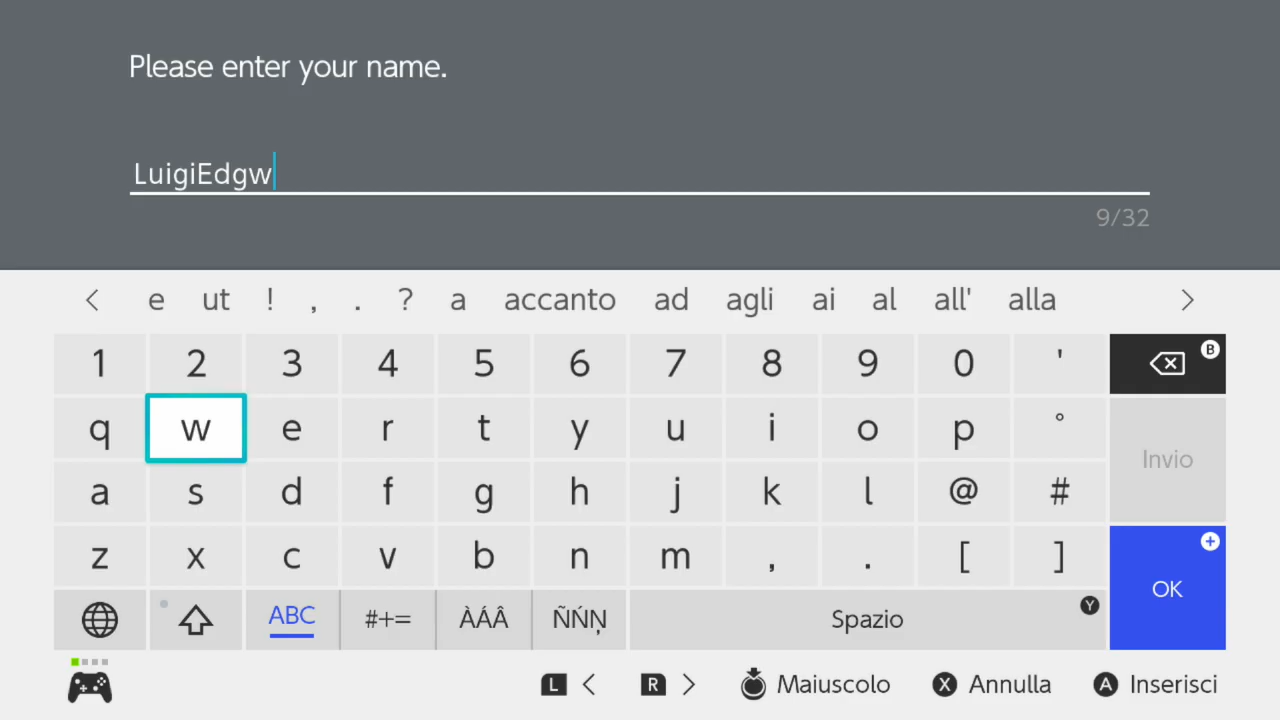 Please enter your name.
LuigiEdgw
9/32
< e ut ! , . ? a accanto ad agli ai al all' alla >
1 2 3 4 5 6 7 8 9 0 ' B
q w e r t y u i o p ° Invio
a s d f g h j k l @ #
z x c v b n m , . [ ] + OK
ABC #+= ÀÁÂ ÑŃŅ Spazio Y
L < R > Maiuscolo X Annulla A Inserisci